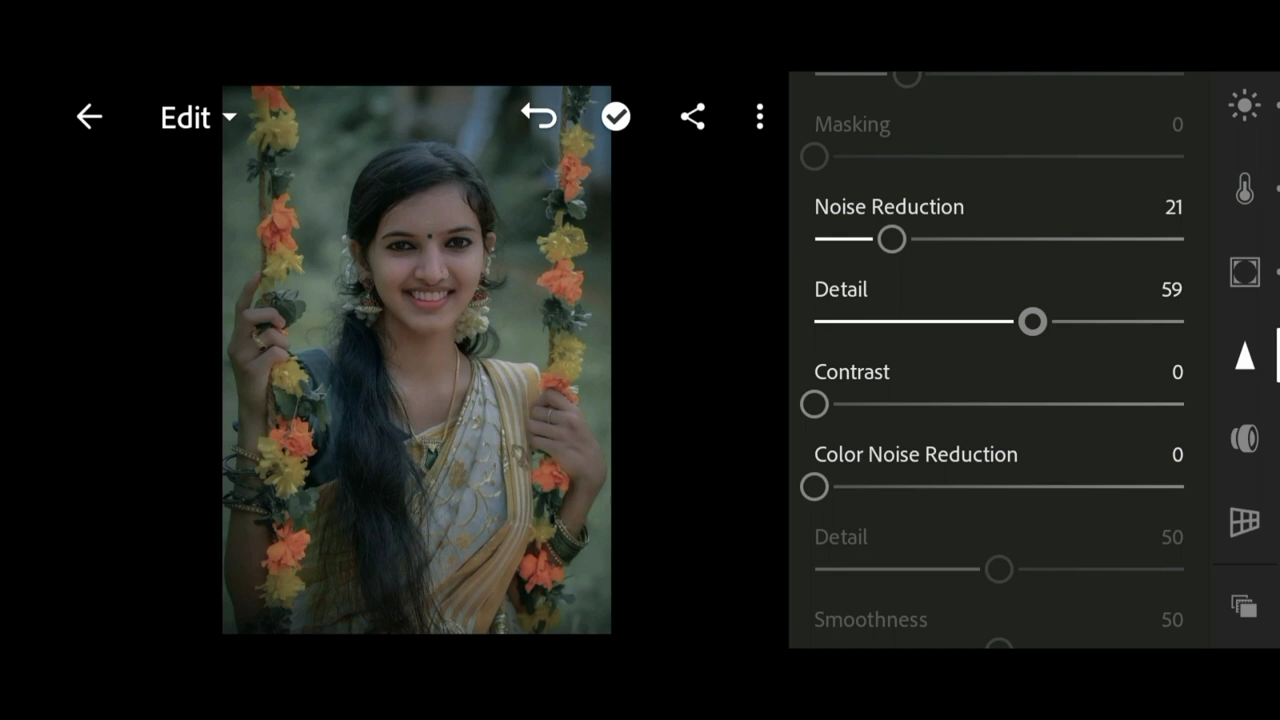 Edit
Masking 0
Noise Reduction 21
Detail 59
Contrast 0
Color Noise Reduction 0
Detail 50
Smoothness 50